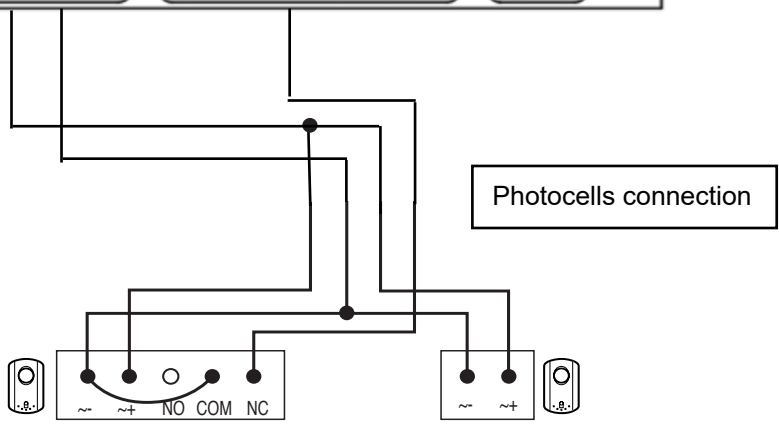 Photocells connection
~- ~+ NO COM NC
~- ~+